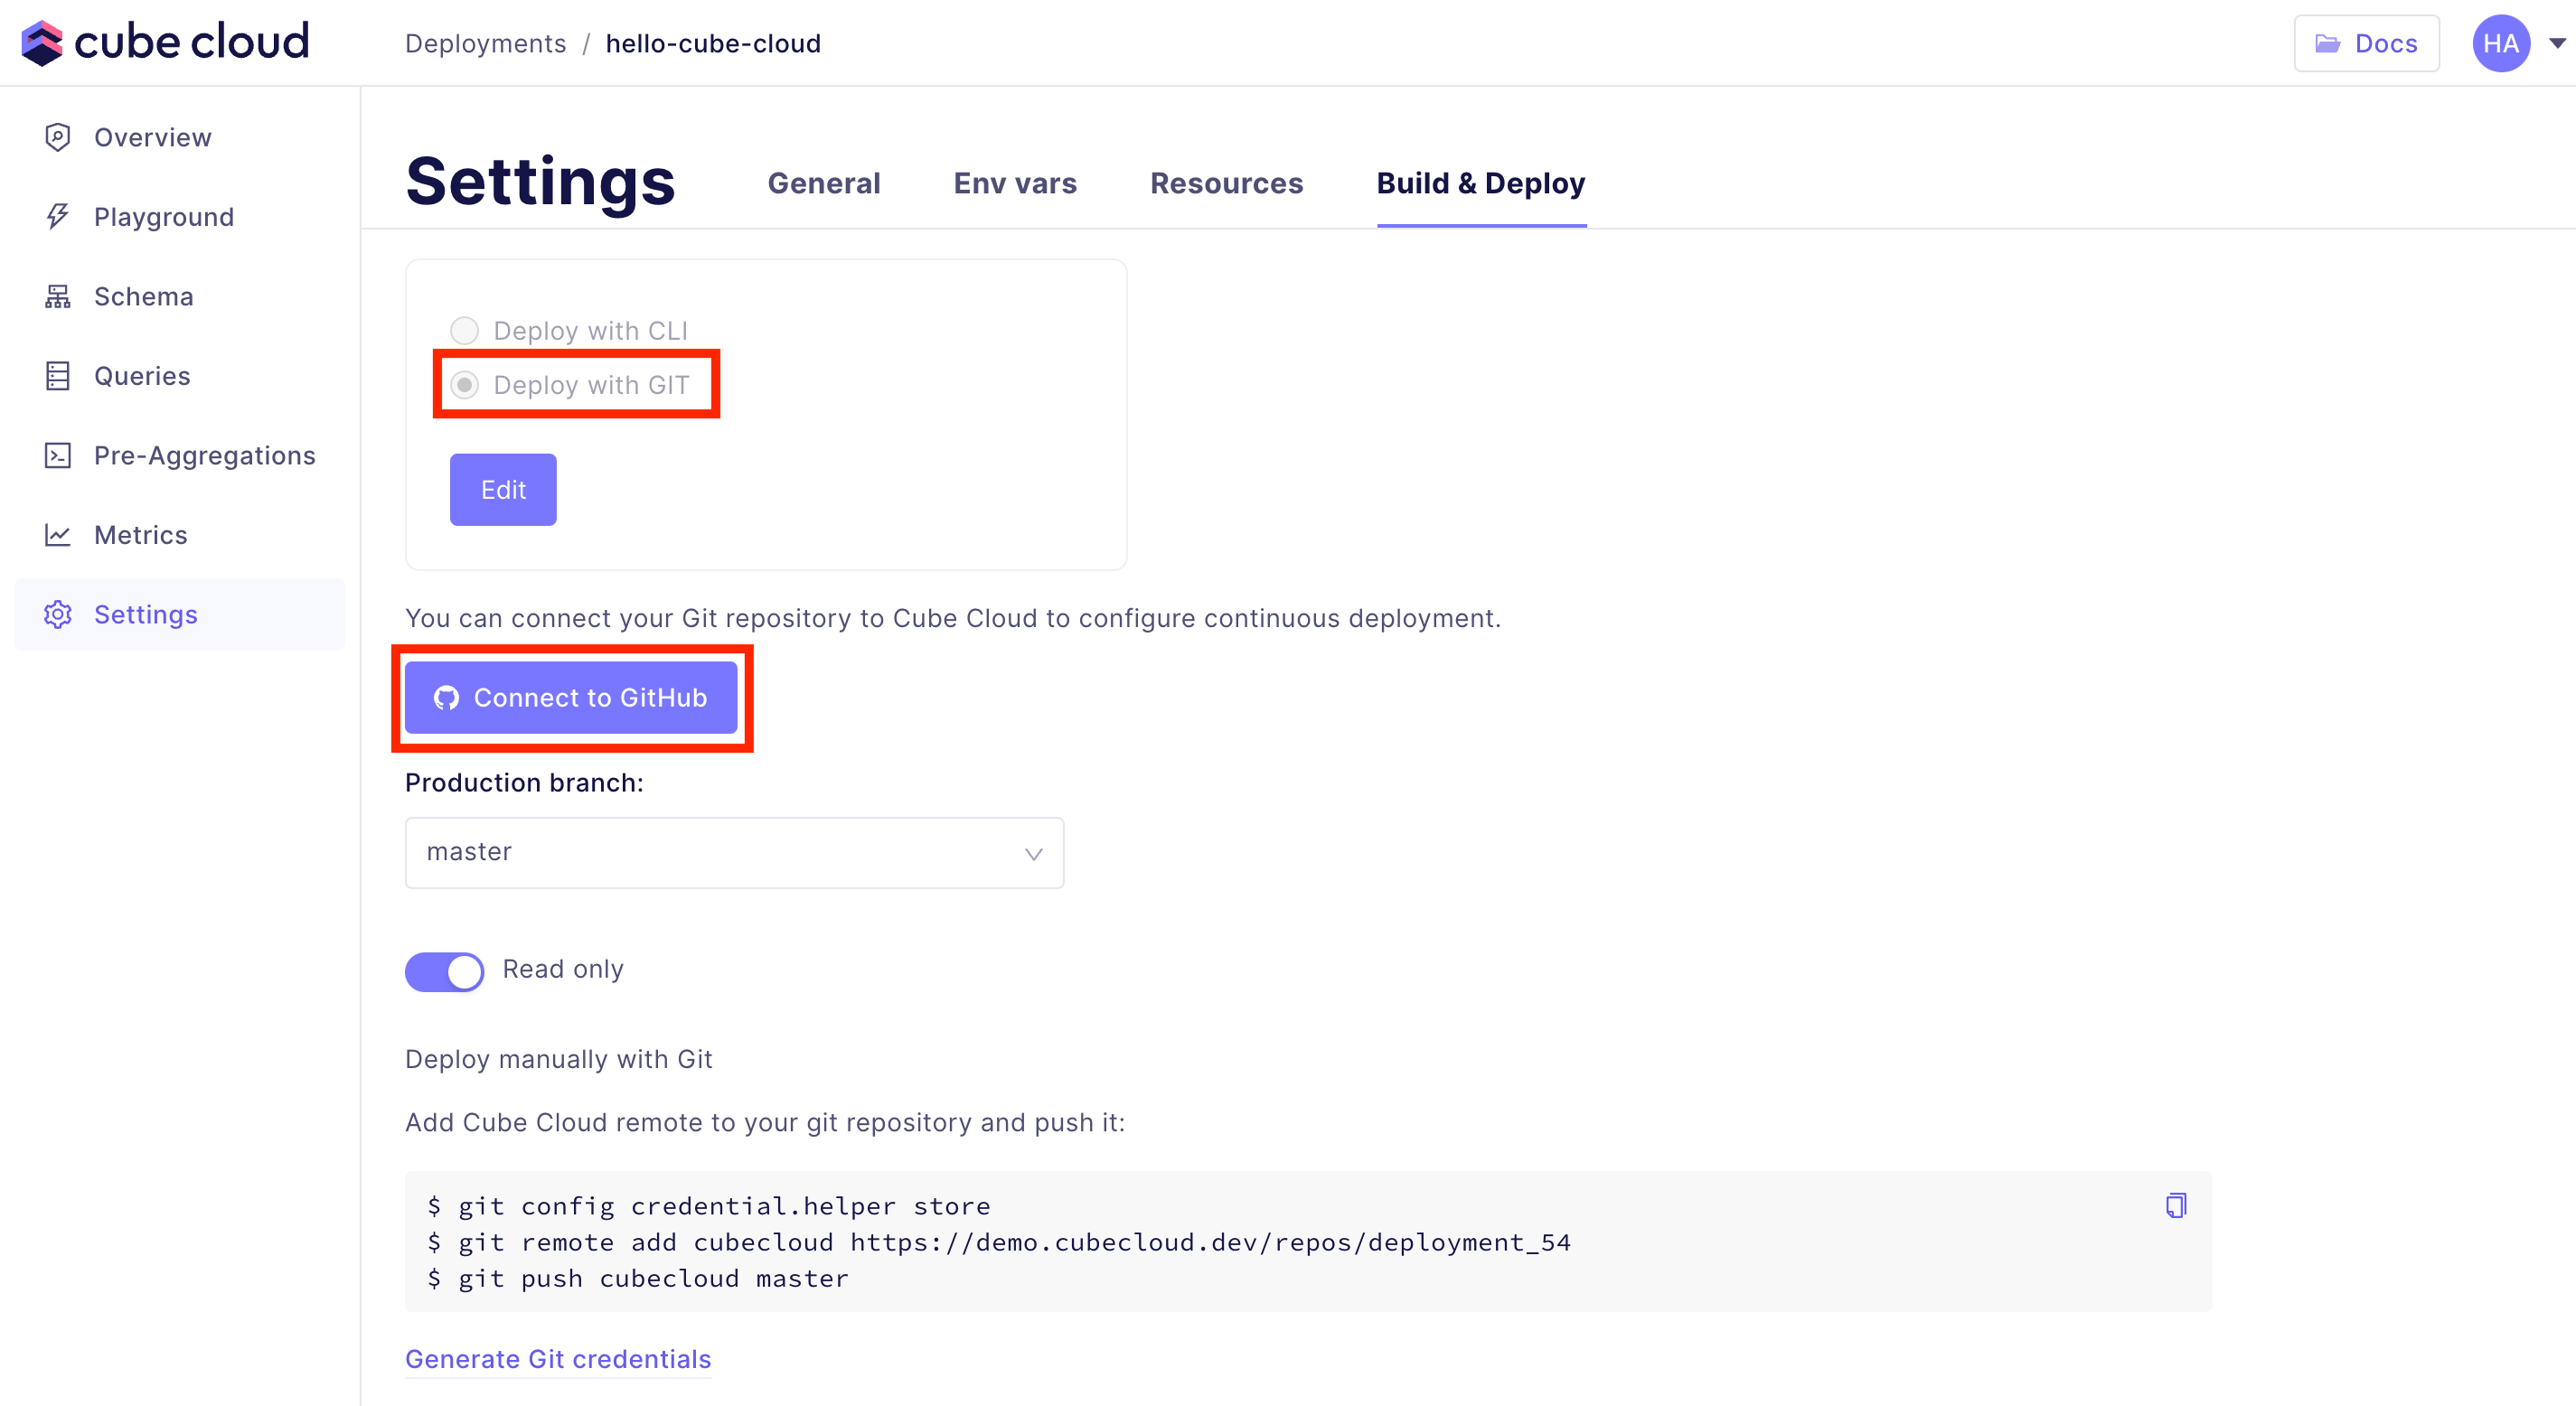 cube cloud
Deployments / hello-cube-cloud
Docs
HA
Overview
Playground
Schema
Queries
Pre-Aggregations
Metrics
Settings
Settings General Env vars Resources Build & Deploy
Deploy with CLI
Deploy with GIT
Edit
You can connect your Git repository to Cube Cloud to configure continuous deployment.
Connect to GitHub
Production branch:
master
Read only
Deploy manually with Git
Add Cube Cloud remote to your git repository and push it:
$ git config credential.helper store
$ git remote add cubecloud https://demo.cubecloud.dev/repos/deployment_54
$ git push cubecloud master
Generate Git credentials